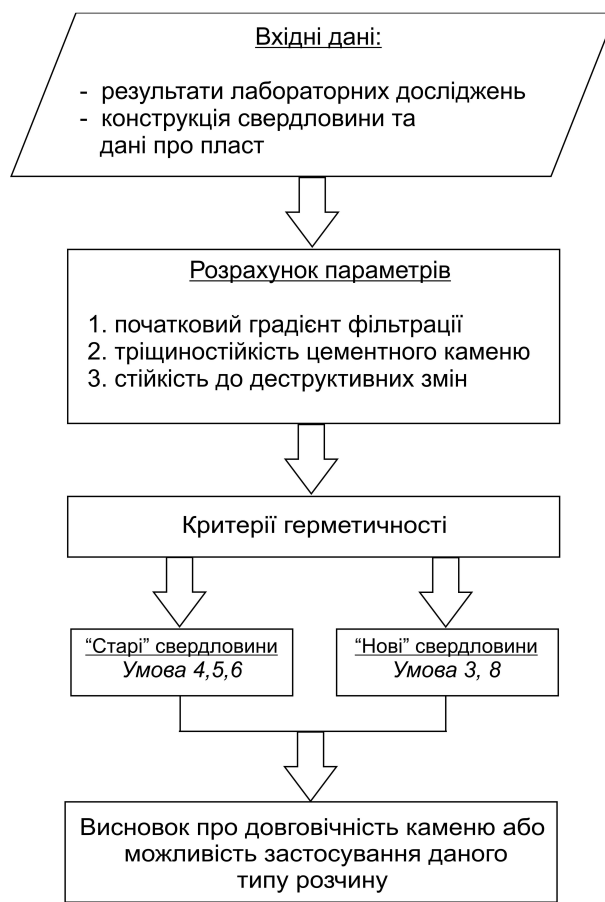 Вхідні дані:
- результати лабораторних досліджень
- конструкція свердловини та
дані про пласт
Розрахунок параметрів
1. початковий градієнт фільтрації
2. тріщиностійкість цементного каменю
3. стійкість до деструктивних змін
Критерії герметичності
“Старі” свердловини
Умова 4,5,6
“Нові” свердловини
Умова 3, 8
Висновок про довговічність каменю або
можливість застосування даного
типу розчину